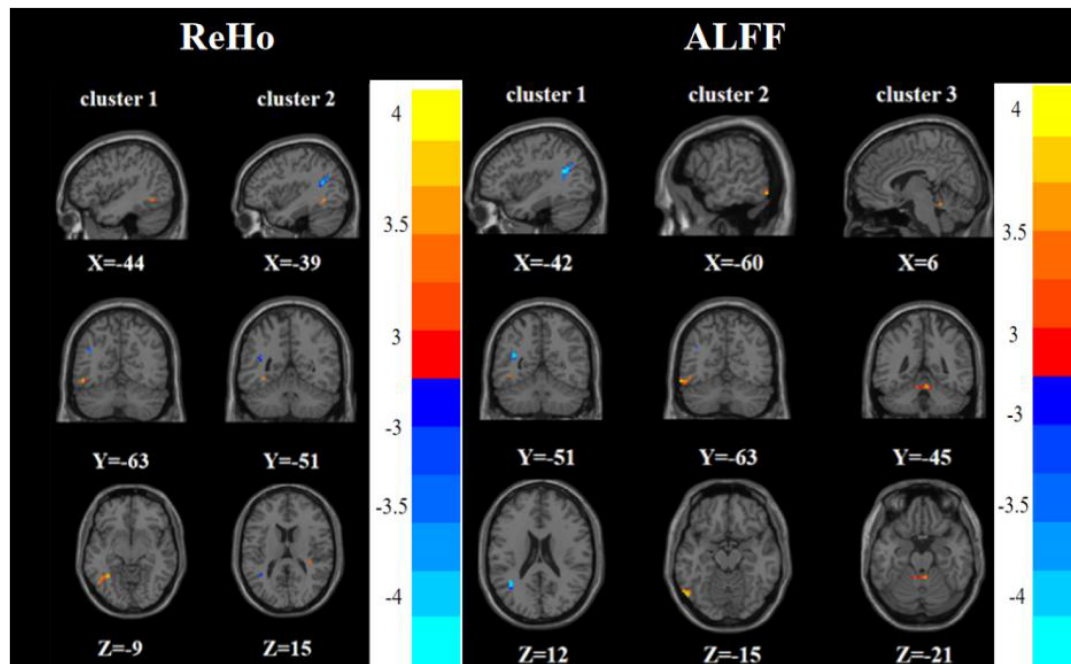 ReHo ALFF
cluster 1 cluster 2 cluster 1 cluster 2 cluster 3
4 4
3.5 3.5
X=-44 X=-39 X=-42 X=-60 X=6
3 3
-3 -3
Y=-63 Y=-51 Y=-51 Y=-63 Y=-45
-3.5 -3.5
-4 -4
Z=-9 Z=15 Z=12 Z=-15 Z=-21